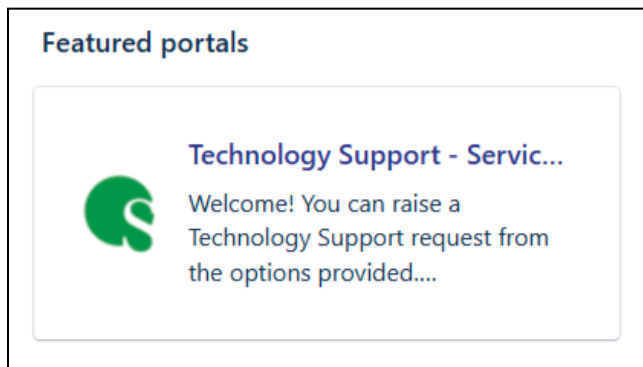 Featured portals
Technology Support - Servic...
Welcome! You can raise a
Technology Support request from
the options provided....